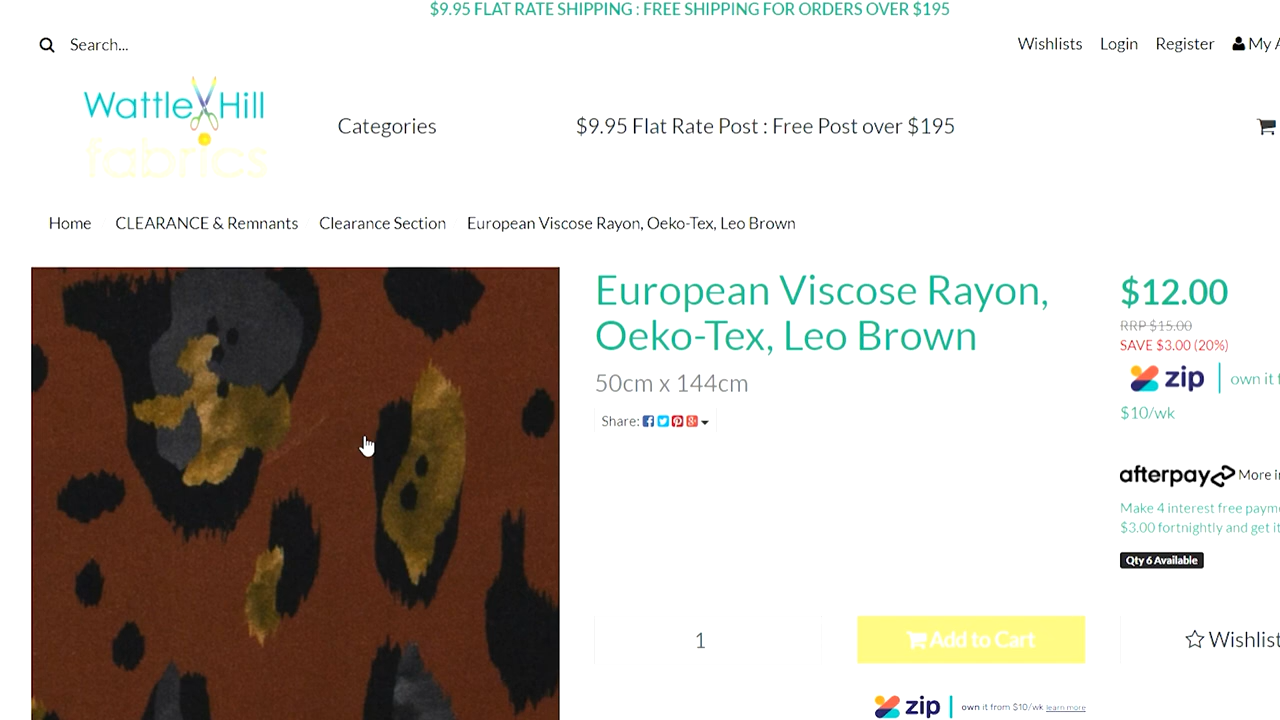 $9.95 FLAT RATE SHIPPING : FREE SHIPPING FOR ORDERS OVER $195
Search...
Wishlists Login Register My A
Wattle Hill
fabrics
Categories
$9.95 Flat Rate Post : Free Post over $195
Home CLEARANCE & Remnants Clearance Section European Viscose Rayon, Oeko-Tex, Leo Brown
European Viscose Rayon,
Oeko-Tex, Leo Brown
50cm x 144cm
Share:
$12.00
RRP $15.00
SAVE $3.00 (20%)
zip own it f
$10/wk
afterpay More in
Make 4 interest free payme
$3.00 fortnightly and get it
Qty 6 Available
1
Add to Cart
Wishlist
zip own it from $10/wk learn more